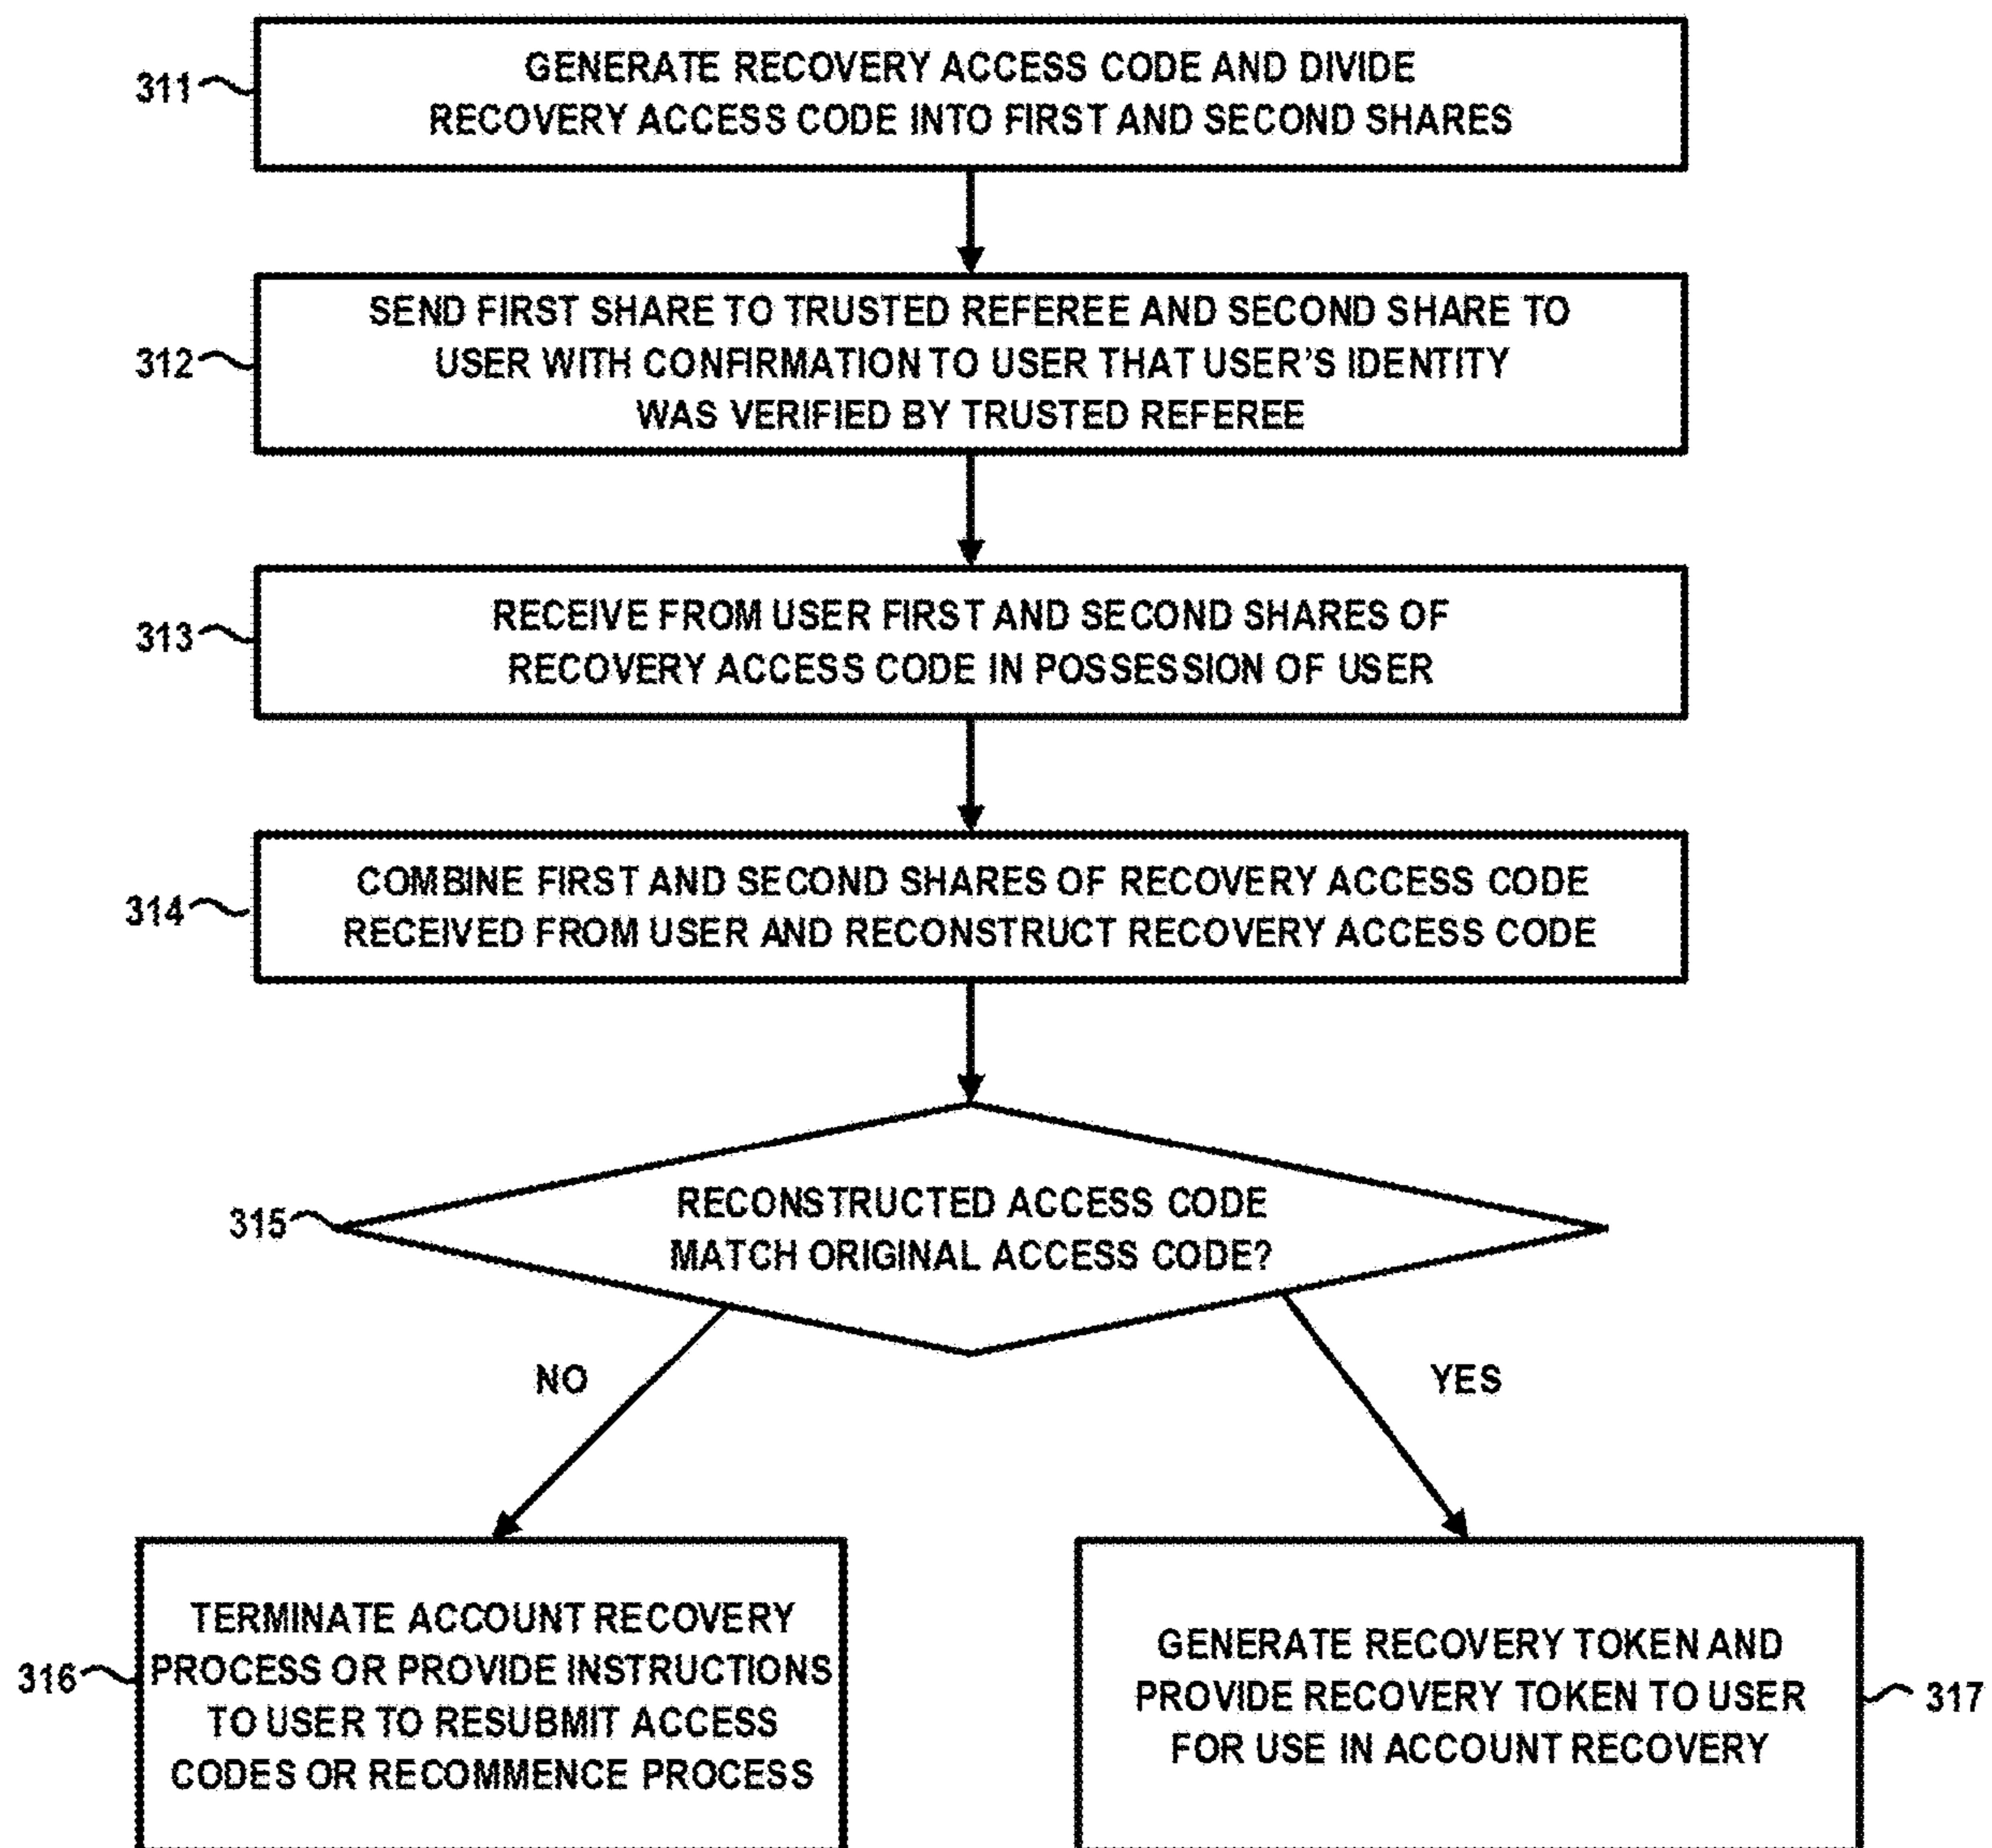 311
GENERATE RECOVERY ACCESS CODE AND DIVIDE
RECOVERY ACCESS CODE INTO FIRST AND SECOND SHARES
312
SEND FIRST SHARE TO TRUSTED REFEREE AND SECOND SHARE TO
USER WITH CONFIRMATION TO USER THAT USER'S IDENTITY
WAS VERIFIED BY TRUSTED REFEREE
313
RECEIVE FROM USER FIRST AND SECOND SHARES OF
RECOVERY ACCESS CODE IN POSSESSION OF USER
314
COMBINE FIRST AND SECOND SHARES OF RECOVERY ACCESS CODE
RECEIVED FROM USER AND RECONSTRUCT RECOVERY ACCESS CODE
315
RECONSTRUCTED ACCESS CODE
MATCH ORIGINAL ACCESS CODE?
NO
YES
316
TERMINATE ACCOUNT RECOVERY
PROCESS OR PROVIDE INSTRUCTIONS
TO USER TO RESUBMIT ACCESS
CODES OR RECOMMENCE PROCESS
GENERATE RECOVERY TOKEN AND
PROVIDE RECOVERY TOKEN TO USER
FOR USE IN ACCOUNT RECOVERY
317